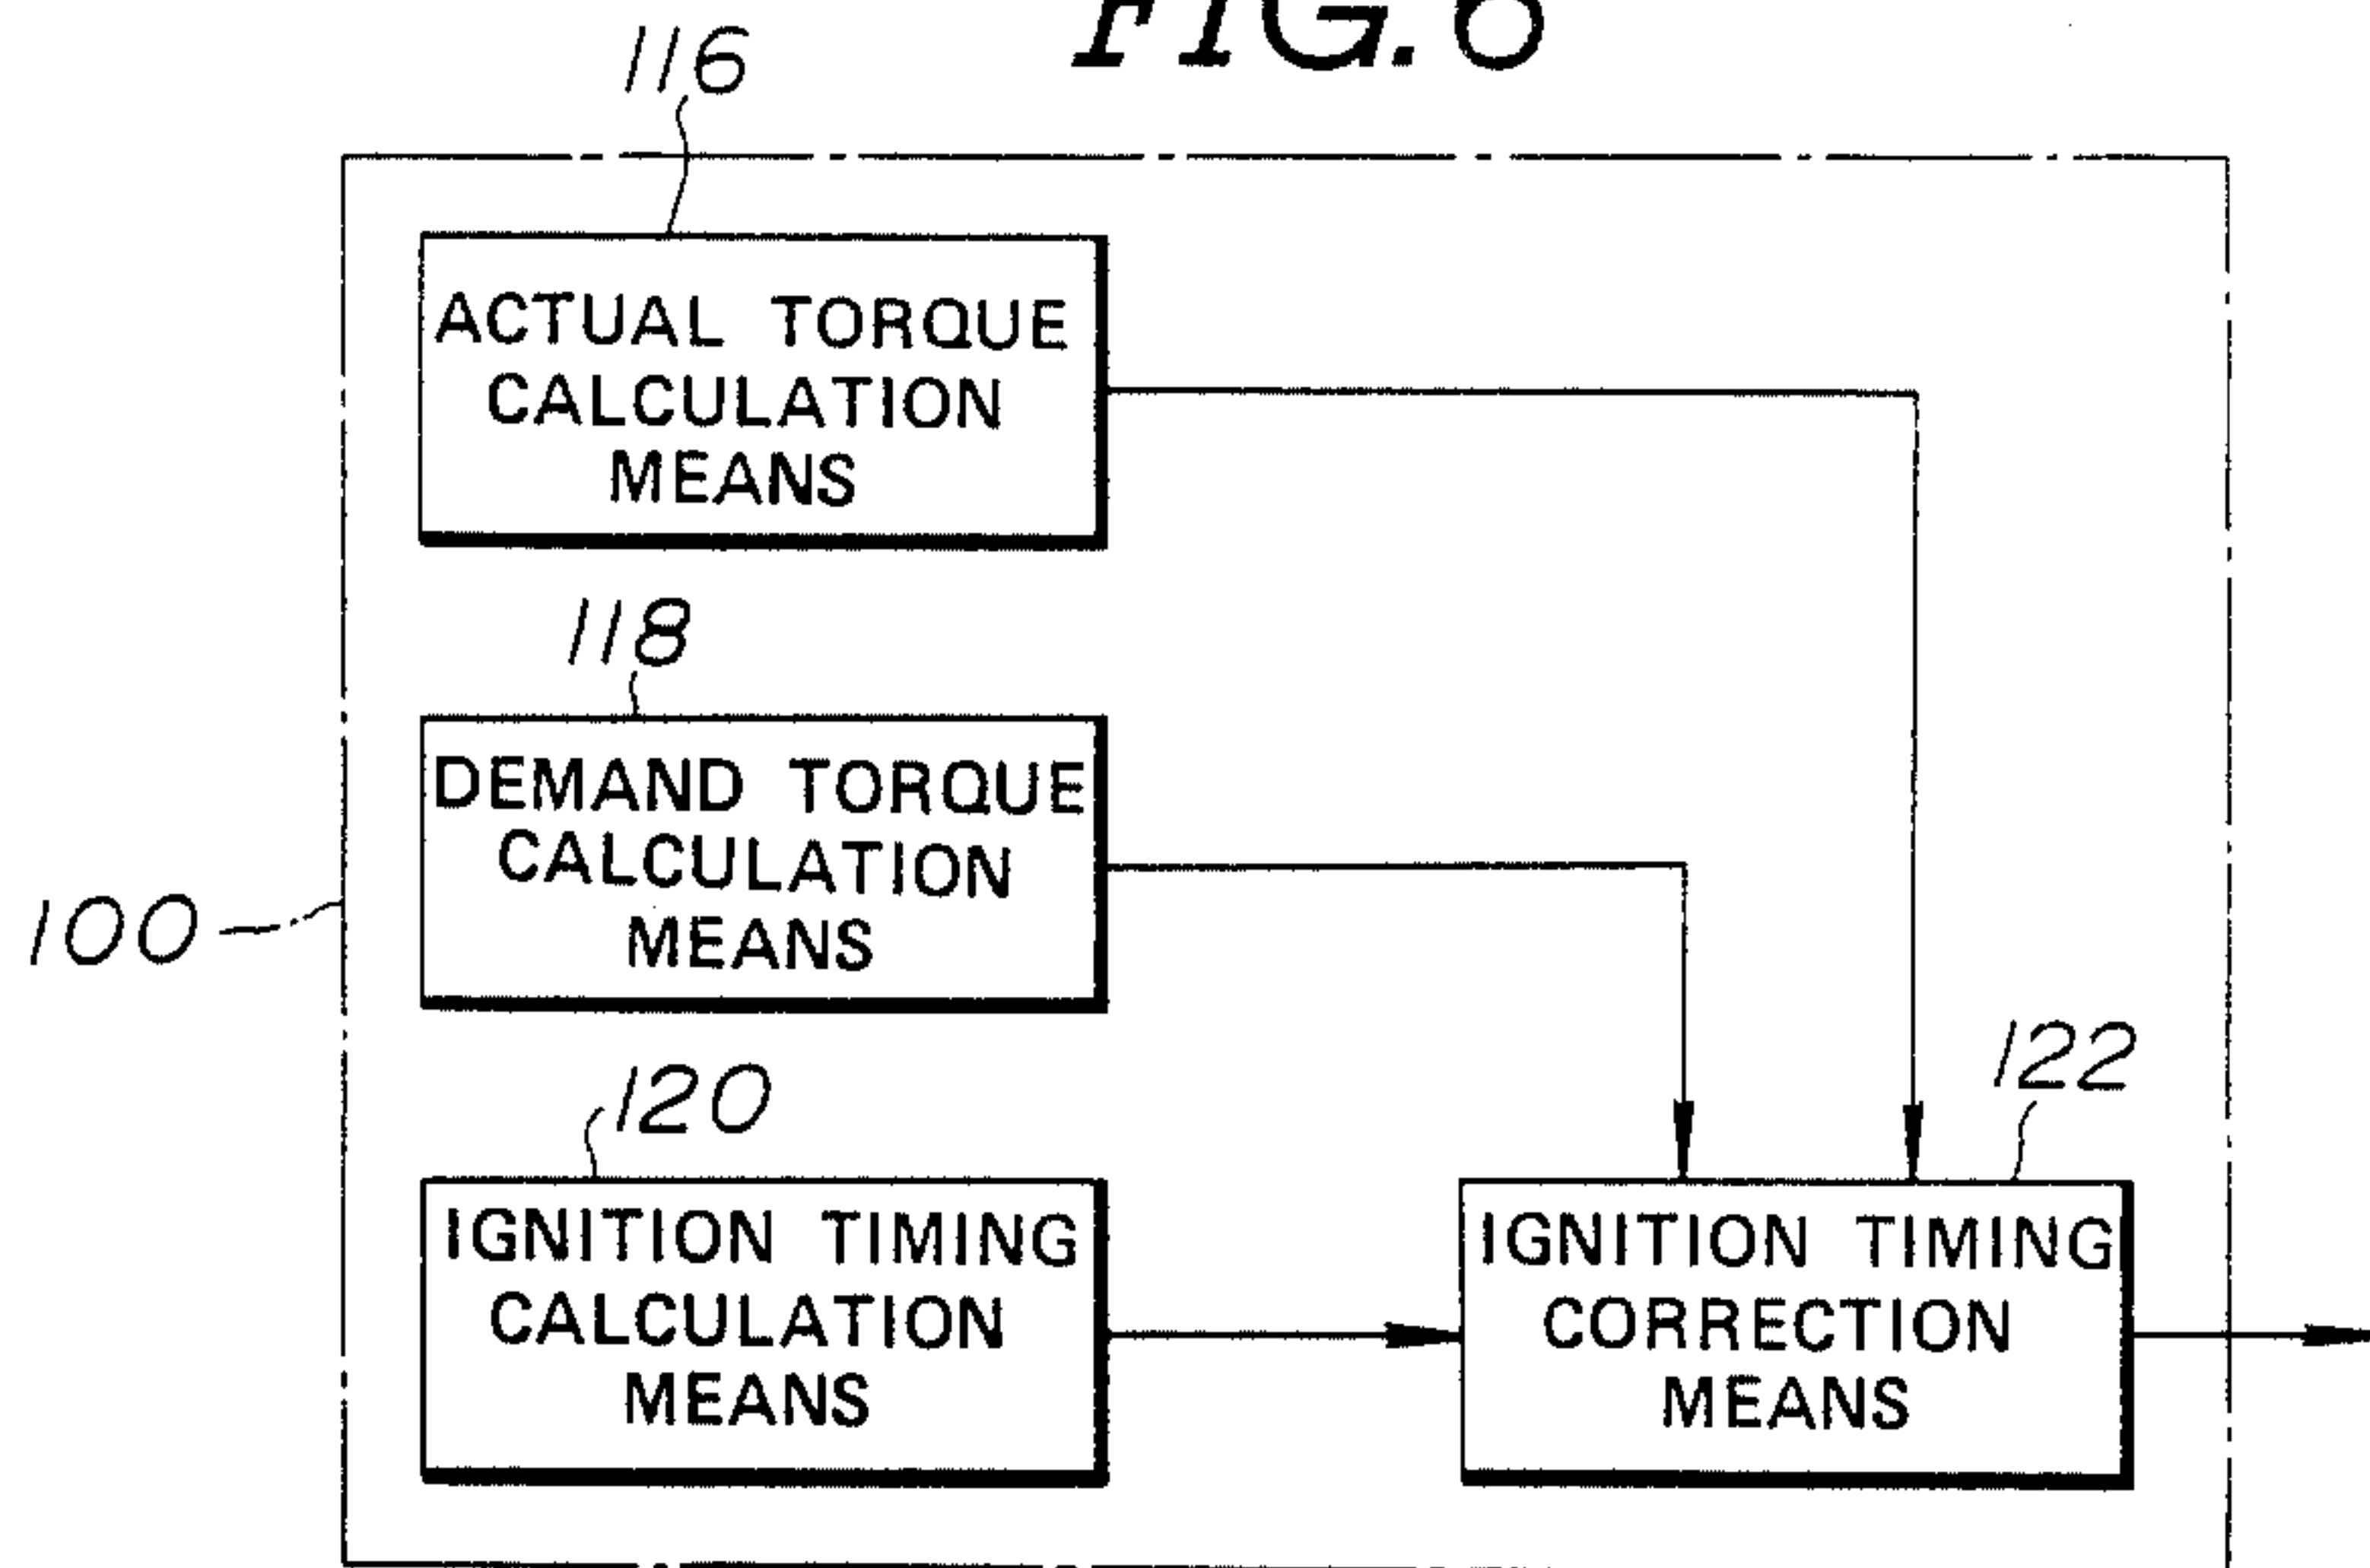 FIG.
116
ACTUAL TORQUE
CALCULATION
MEANS
118
DEMAND TORQUE
CALCULATION
MEANS
100
120
IGNITION TIMING
CALCULATION
MEANS
122
IGNITION TIMING
CORRECTION
MEANS